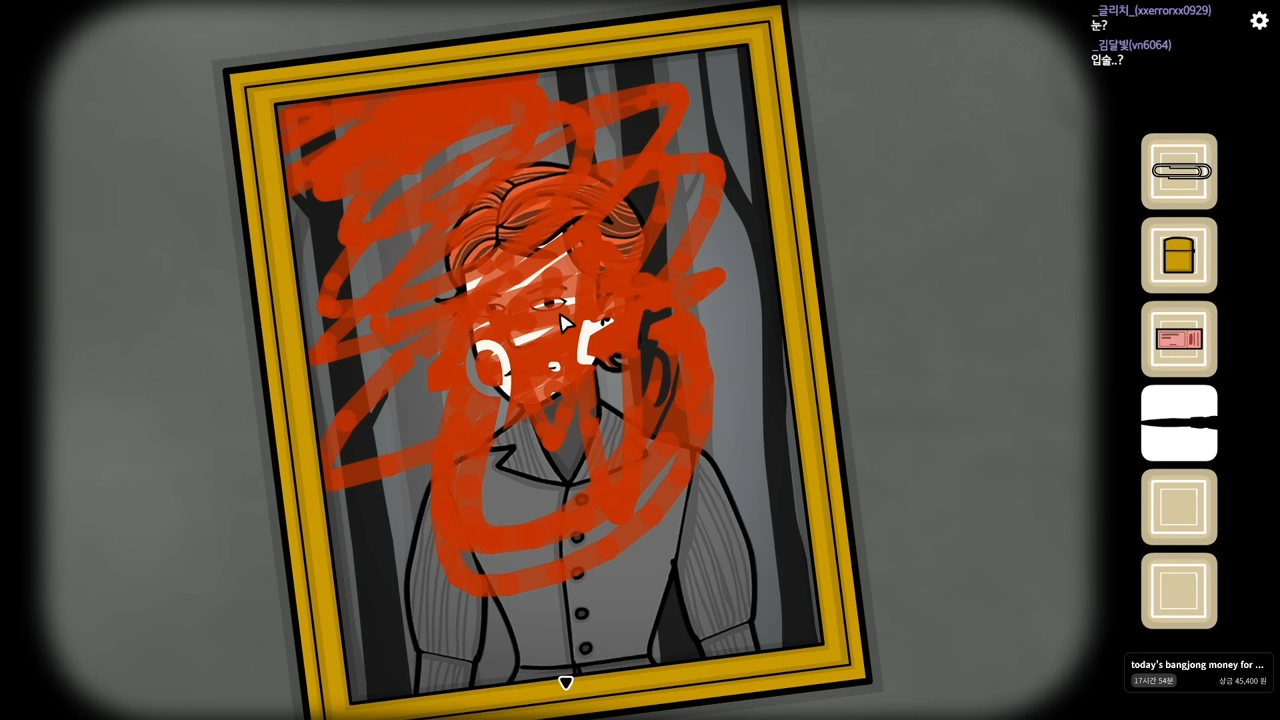 _글리치_(xxerrorxx0929)
눈?
_김달빛(vn6064)
입술..?
today's bangjong money for ...
17시간 54분
상금 45,400 원